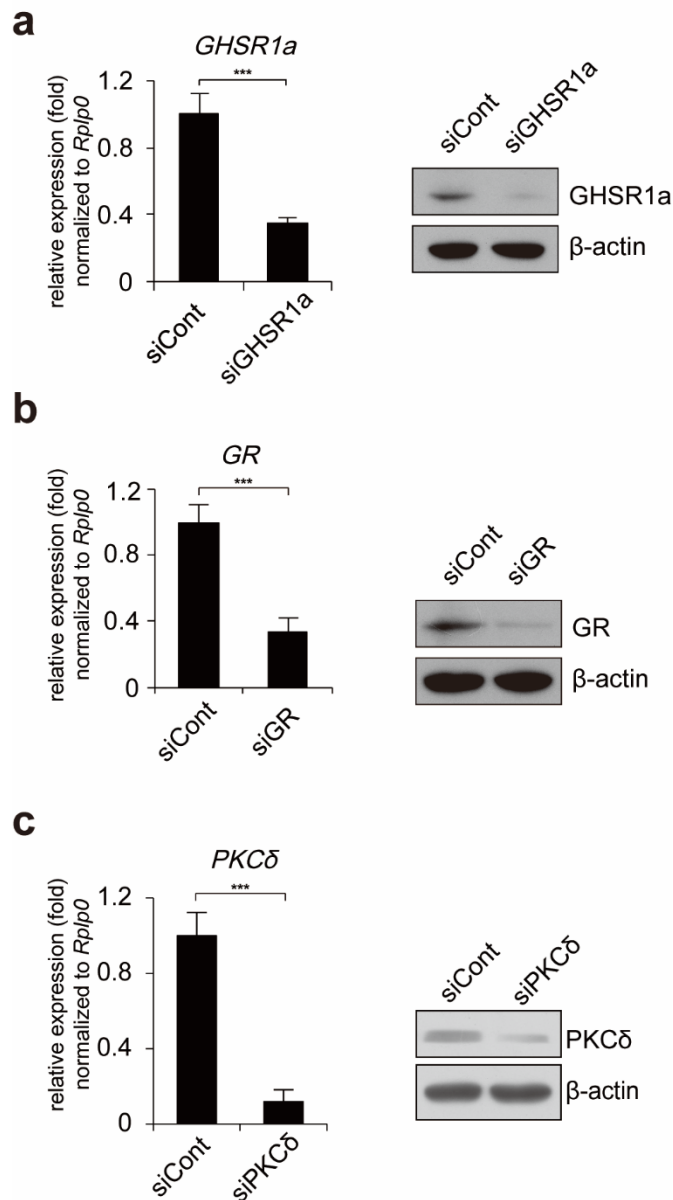 a
GHSR1a
***
relative expression (fold)
normalized to Rplp0
1.2
0.8
0.4
0
siCont
siGHSR1a
siCont
siGHSR1a
GHSR1a
β-actin
b
GR
***
relative expression (fold)
normalized to Rplp0
1.2
0.8
0.4
0
siCont
siGR
siCont
siGR
GR
β-actin
c
PKCδ
***
relative expression (fold)
normalized to Rplp0
1.2
0.8
0.4
0
siCont
siPKCδ
siCont
siPKCδ
PKCδ
β-actin